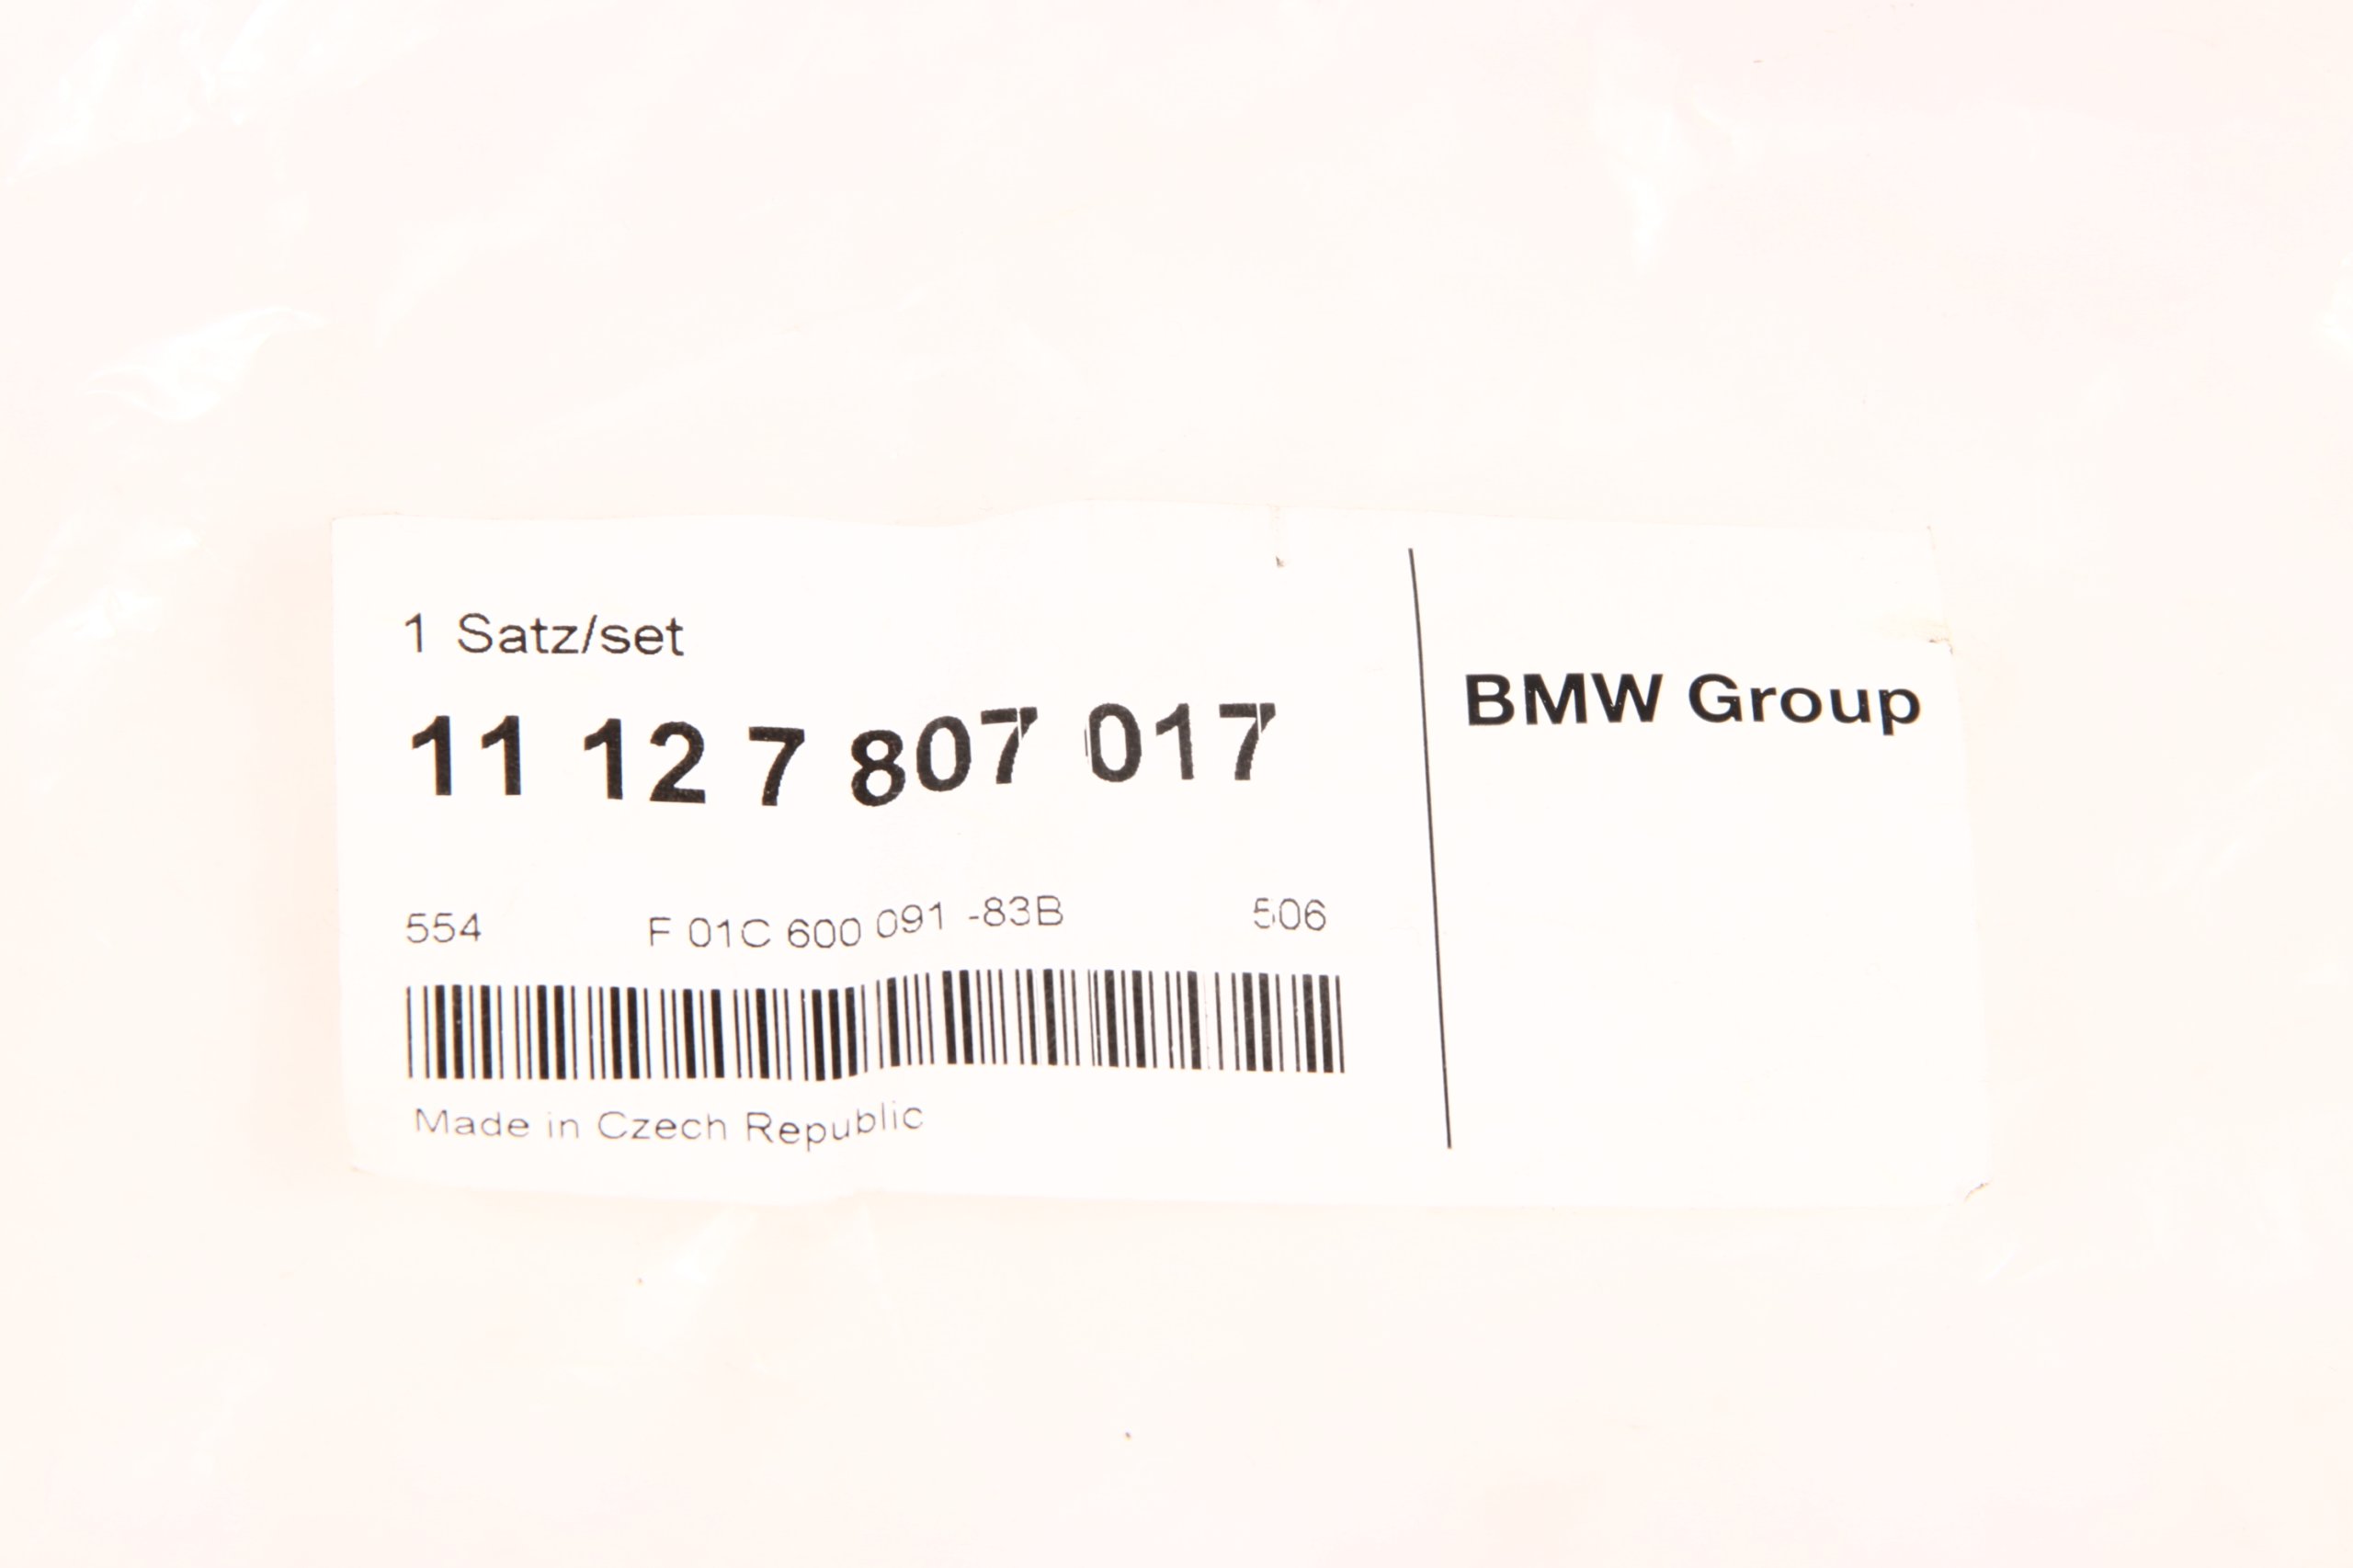 1 Satz/set
11 12 7 807 017
554 F 01C 600 091 -83B 506
Made in Czech Republic
BMW Group